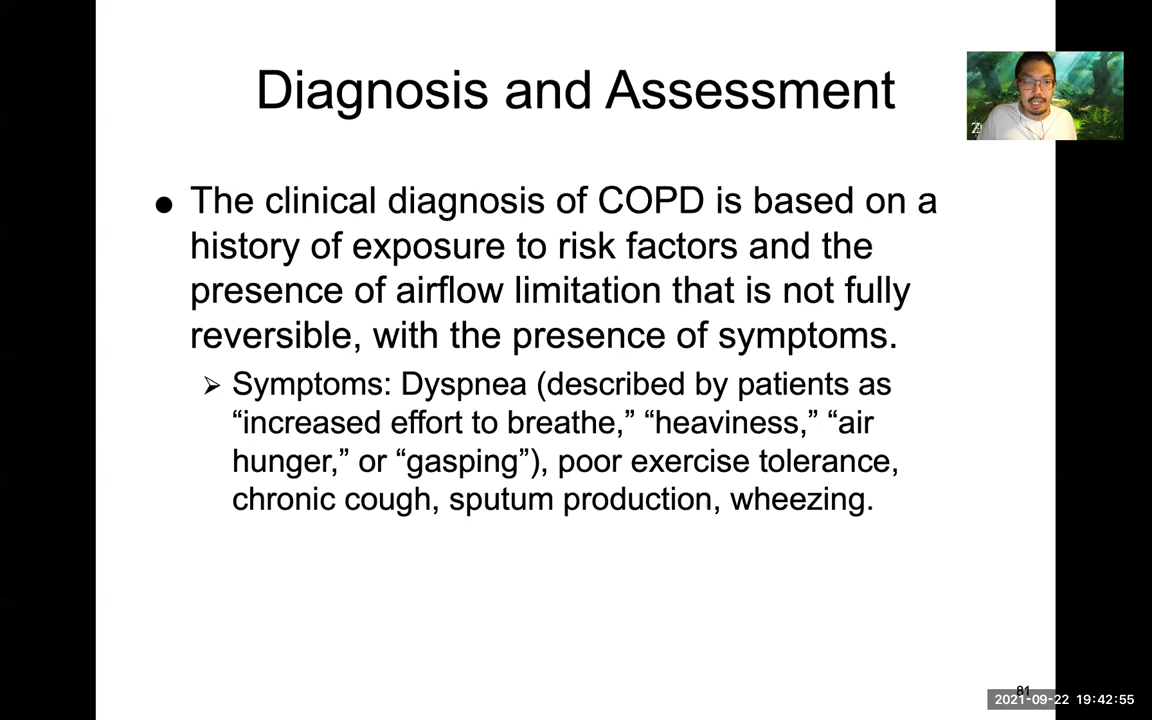 Diagnosis and Assessment
● The clinical diagnosis of COPD is based on a
history of exposure to risk factors and the
presence of airflow limitation that is not fully
reversible, with the presence of symptoms.
➢ Symptoms: Dyspnea (described by patients as
“increased effort to breathe,” “heaviness,” “air
hunger,” or “gasping”), poor exercise tolerance,
chronic cough, sputum production, wheezing.
81
2021-09-22 19:42:55